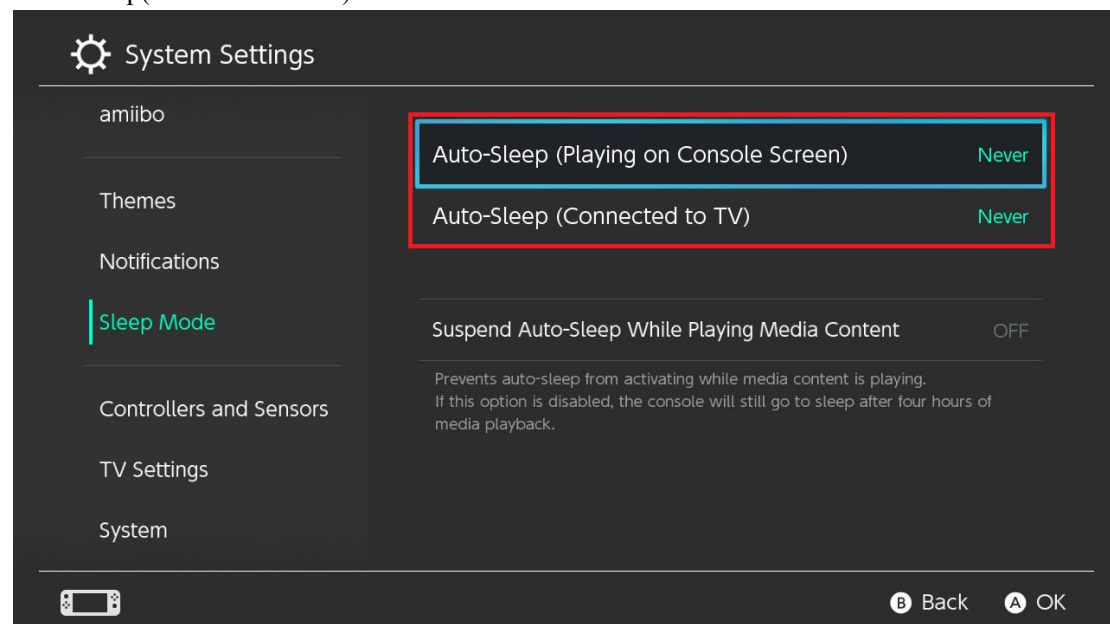 System Settings
amiibo
Themes
Notifications
Sleep Mode
Controllers and Sensors
TV Settings
System
Auto-Sleep (Playing on Console Screen) Never
Auto-Sleep (Connected to TV) Never
Suspend Auto-Sleep While Playing Media Content OFF
Prevents auto-sleep from activating while media content is playing.
If this option is disabled, the console will still go to sleep after four hours of
media playback.
B Back A OK